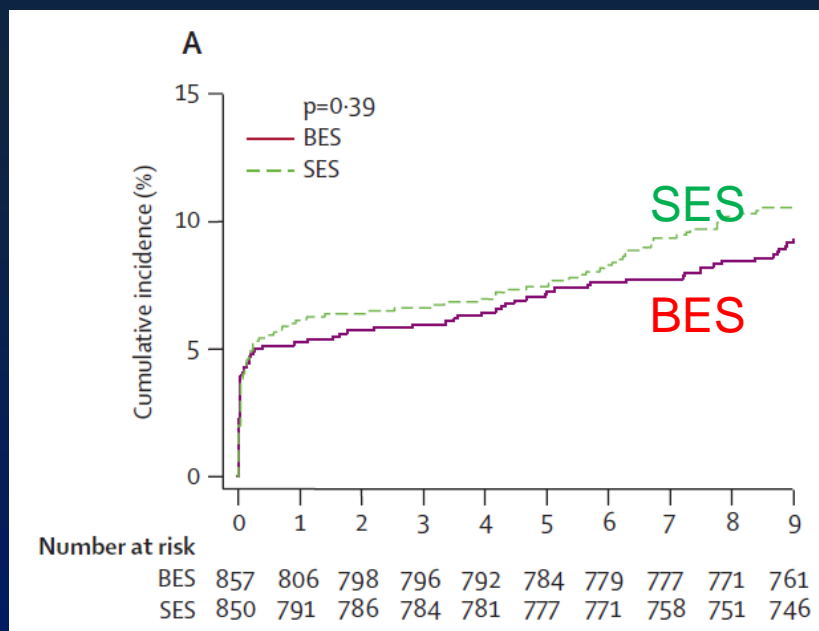 A
15
p=0·39
BES
SES
10
5
0
Cumulative incidence (%)
SES
BES
0 1 2 3 4 5 6 7 8 9
Number at risk
BES 857 806 798 796 792 784 779 777 771 761
SES 850 791 786 784 781 777 771 758 751 746